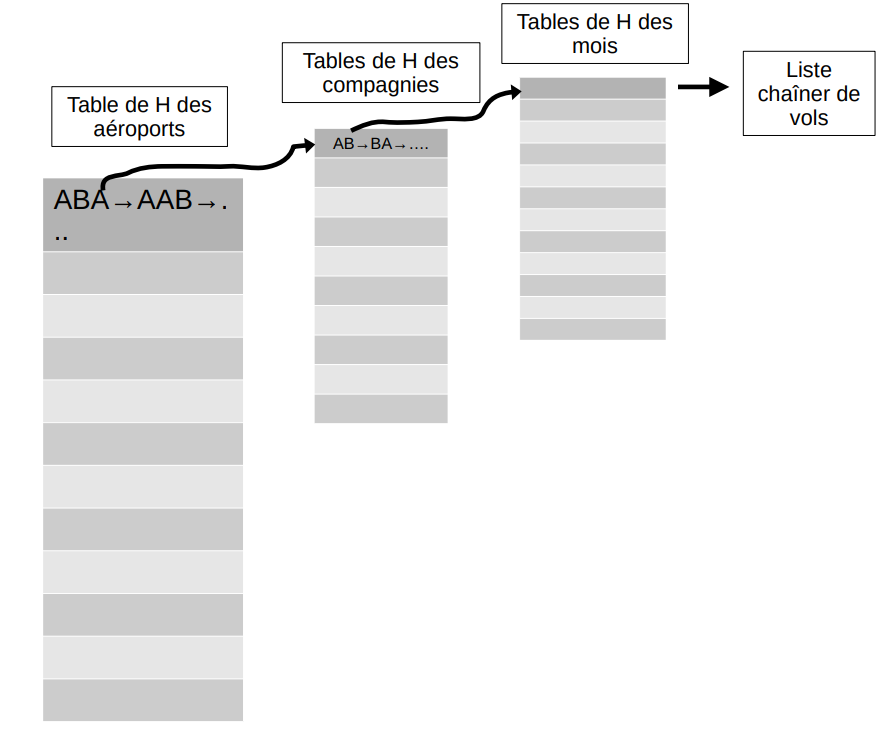 Tables de H des
mois
Tables de H des
compagnies
Liste
chaîner de
vols
Table de H des
aéroports
AB→BA→....
ABA→AAB→.
..